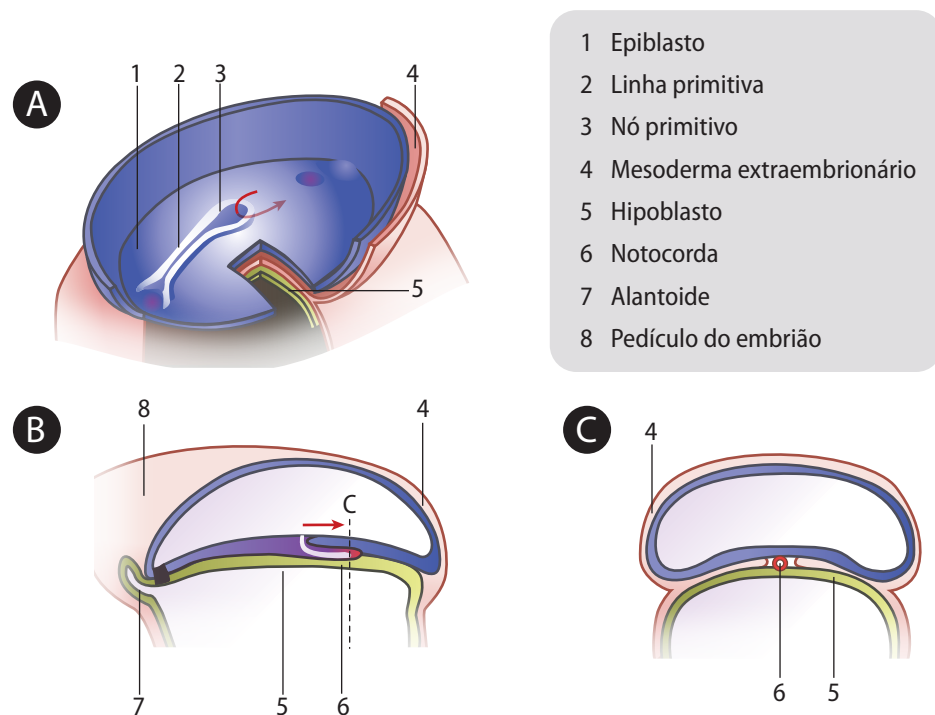 A
1 2 3 4
5
1 Epiblasto
2 Linha primitiva
3 Nó primitivo
4 Mesoderma extraembrionário
5 Hipoblasto
6 Notocorda
7 Alantoide
8 Pedículo do embrião
B
8 4
C
7 5 6
C
4
6 5